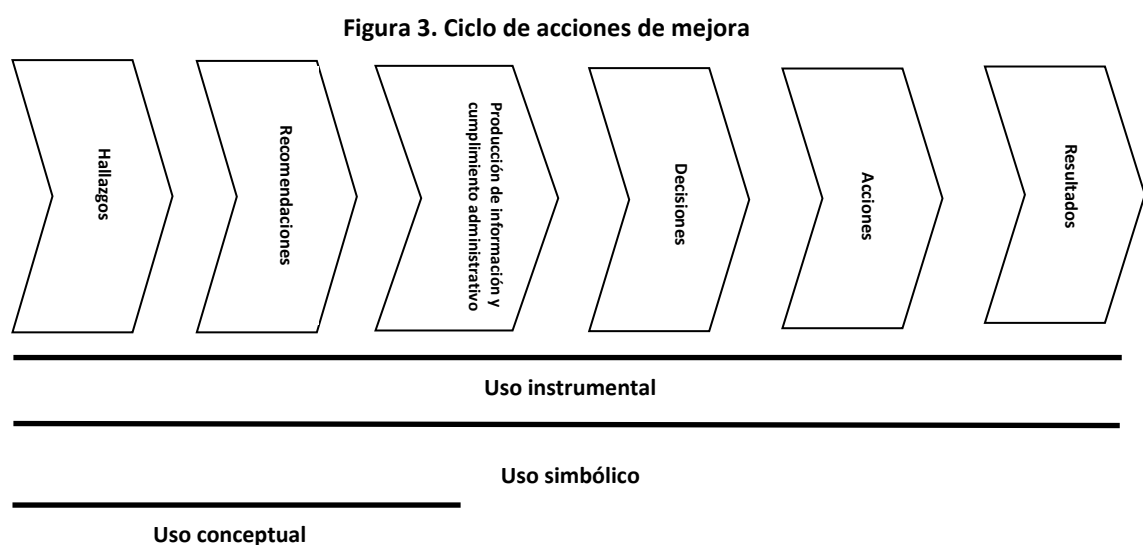 Figura 3. Ciclo de acciones de mejora
Hallazgos
Recomendaciones
Producción de información y
cumplimiento administrativo
Decisiones
Acciones
Resultados
Uso instrumental
Uso simbólico
Uso conceptual